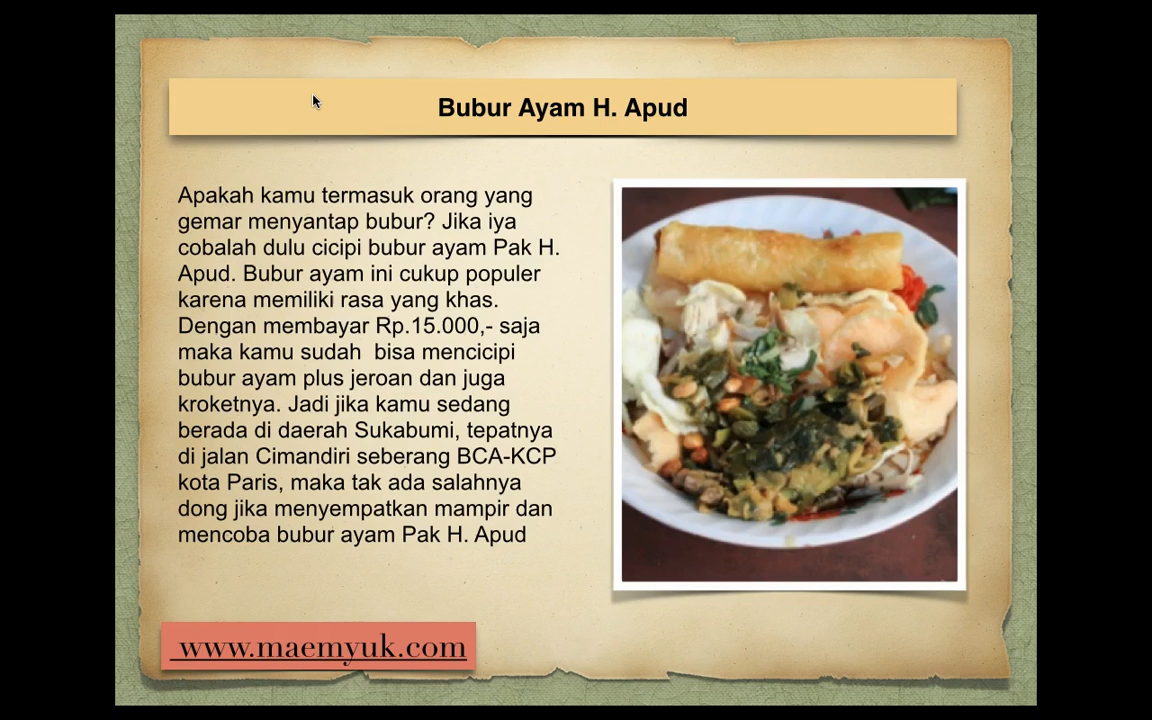 Bubur Ayam H. Apud
Apakah kamu termasuk orang yang
gemar menyantap bubur? Jika iya
cobalah dulu cicipi bubur ayam Pak H.
Apud. Bubur ayam ini cukup populer
karena memiliki rasa yang khas.
Dengan membayar Rp.15.000,- saja
maka kamu sudah  bisa mencicipi
bubur ayam plus jeroan dan juga
kroketnya. Jadi jika kamu sedang
berada di daerah Sukabumi, tepatnya
di jalan Cimandiri seberang BCA-KCP
kota Paris, maka tak ada salahnya
dong jika menyempatkan mampir dan
mencoba bubur ayam Pak H. Apud
www.maemyuk.com